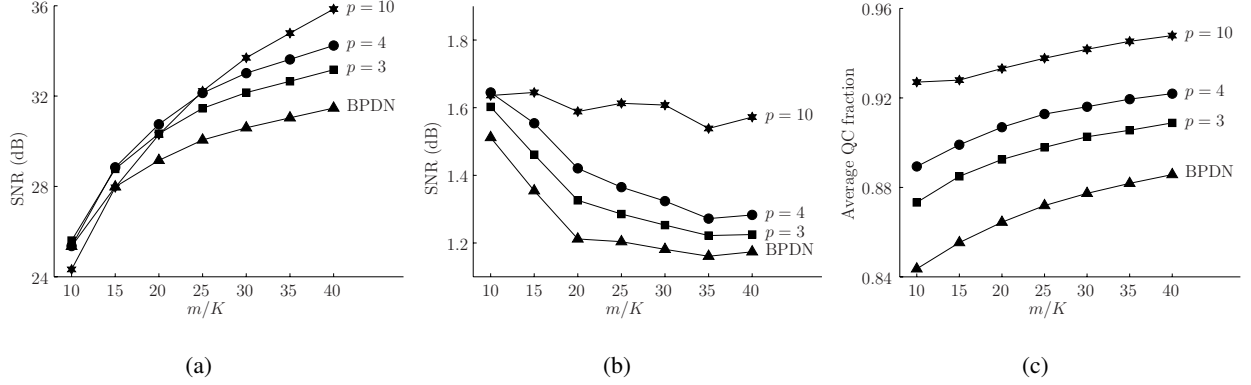 36
32
28
24
SNR (dB)
10 15 20 25 30 35 40
m/K
p = 10
p = 4
p = 3
BPDN
(a)
1.8
1.6
1.4
1.2
SNR (dB)
10 15 20 25 30 35 40
m/K
p = 10
p = 4
p = 3
BPDN
(b)
0.96
0.92
0.88
0.84
Average QC fraction
10 15 20 25 30 35 40
m/K
p = 10
p = 4
p = 3
BPDN
(c)